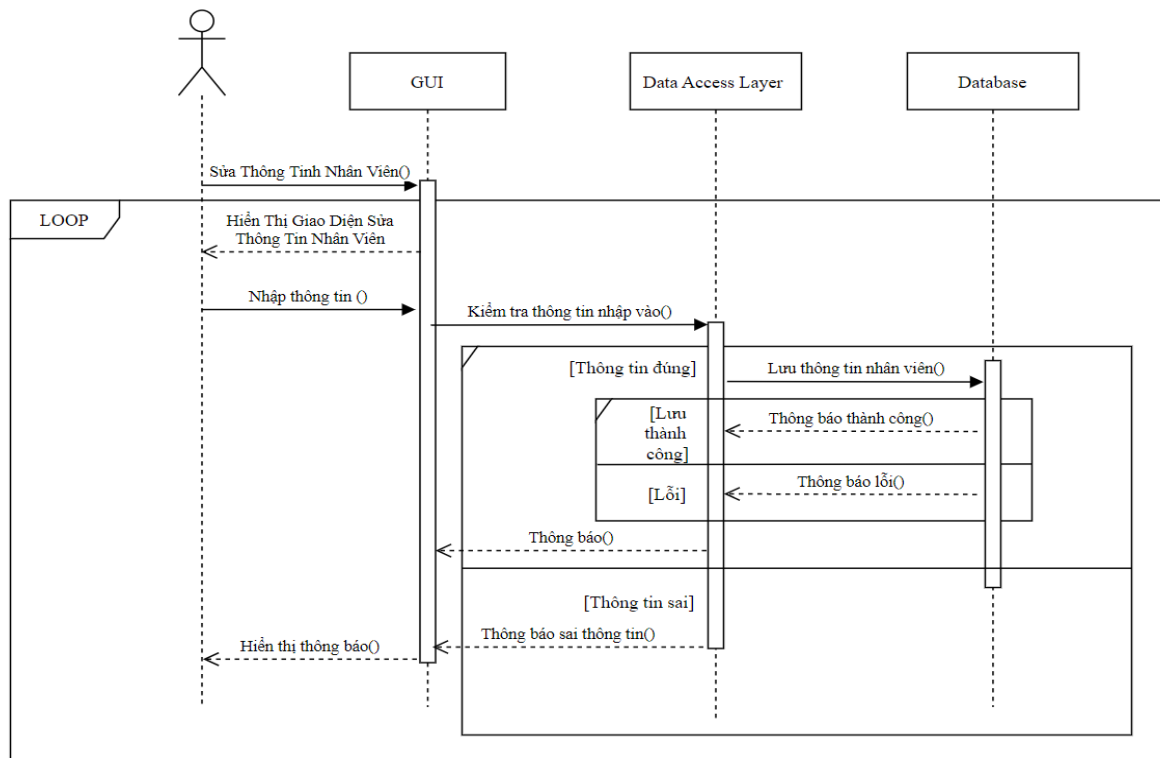 GUI
Data Access Layer
Database
Sửa Thông Tinh Nhân Viên()
LOOP
Hiển Thị Giao Diện Sửa
Thông Tin Nhân Viên
Nhập thông tin ()
Kiểm tra thông tin nhập vào()
[Thông tin đúng]
Lưu thông tin nhân viên()
[Lưu
thành
công]
Thông báo thành công()
[Lỗi]
Thông báo lỗi()
Thông báo()
[Thông tin sai]
Thông báo sai thông tin()
Hiển thị thông báo()